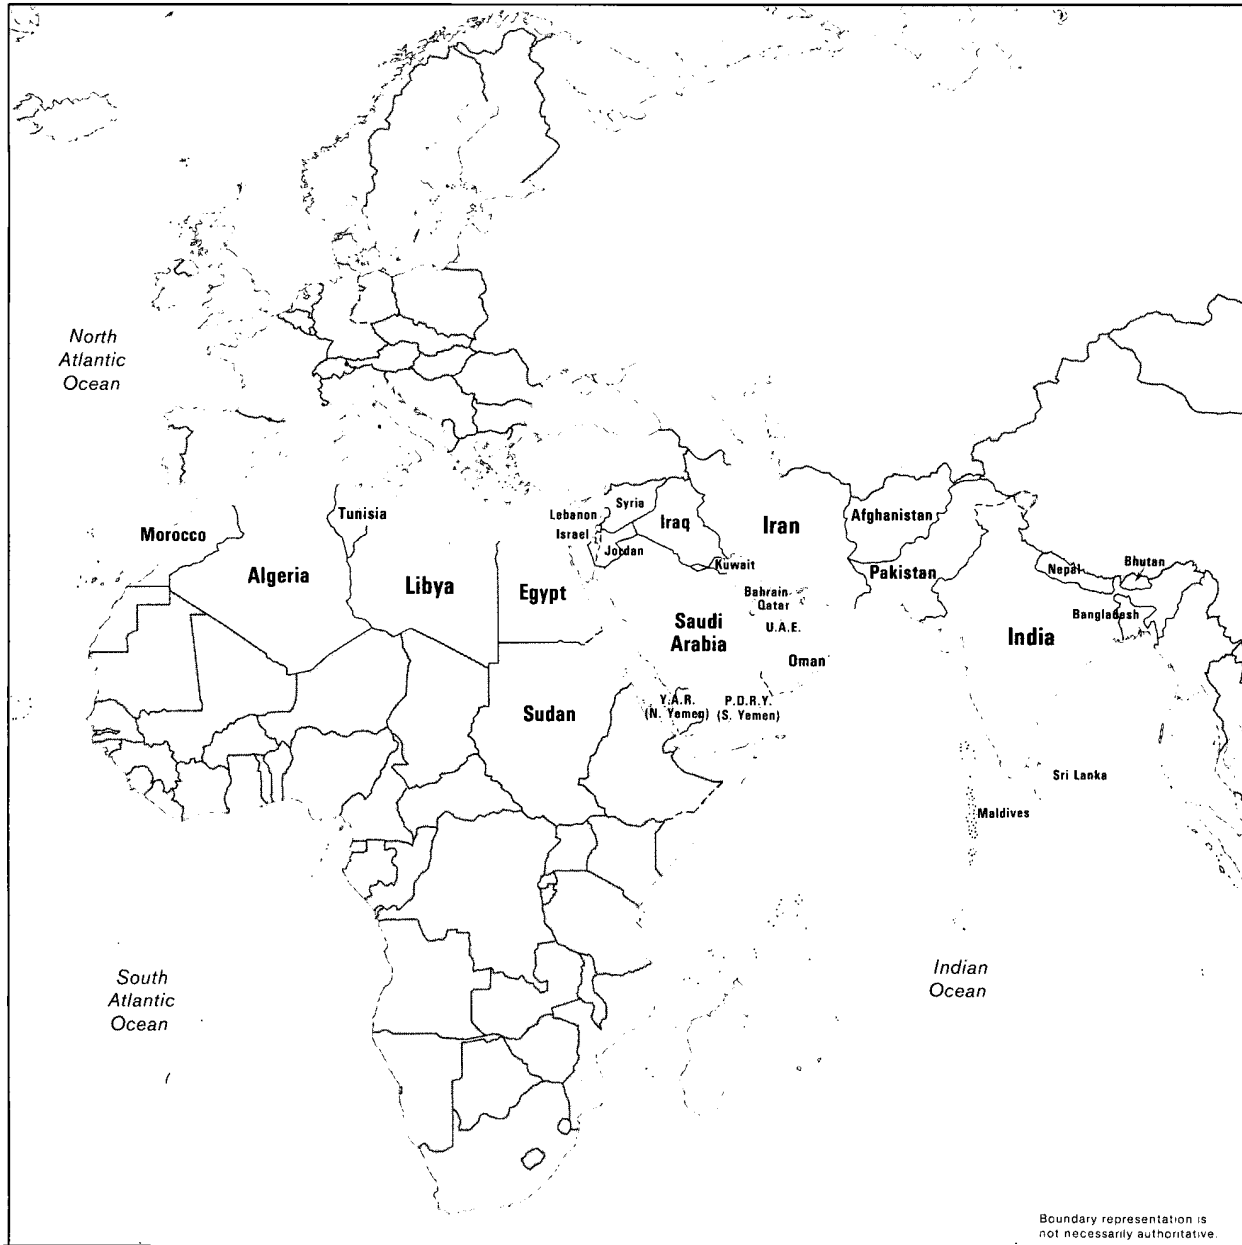 North
Atlantic
Ocean
Morocco
Tunisia
Algeria
Libya
Egypt
Lebanon
Israel
Syria
Jordan
Iraq
Kuwait
Iran
Afghanistan
Pakistan
Nepal
Bhutan
Bangladesh
India
Bahrain
Qatar
U.A.E.
Saudi
Arabia
Oman
Sudan
Y.A.R.
(N. Yemen)
P.D.R.Y.
(S. Yemen)
Sri Lanka
Maldives
South
Atlantic
Ocean
Indian
Ocean
Boundary representation is
not necessarily authoritative.